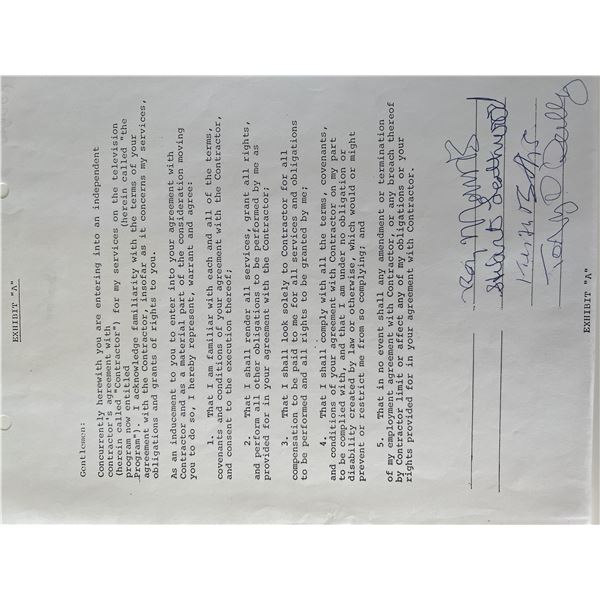 EXHIBIT "A"
Gentlemen:
Concurrently herewith you are entering into an independent
contractor's agreement with
(herein called "Contractor") for my services on the television
program now entitled (herein called "the
Program"). I acknowledge familiarity with the terms of your
agreement with the Contractor, insofar as it concerns my services,
obligations and grants of rights to you.
As an inducement to you to enter into your agreement with
Contractor and as a material part of the consideration moving
you to do so, I hereby represent, warrant and agree:
1. That I am familiar with each and all of the terms,
covenants and conditions of your agreement with the Contractor,
and consent to the execution thereof;
2. That I shall render all services, grant all rights,
and perform all other obligations to be performed by me as
provided for in your agreement with the Contractor;
3. That I shall look solely to Contractor for all
compensation to be paid to me for all services and obligations
to be performed and all rights to be granted by me;
4. That I shall comply with all the terms, covenants,
and conditions of your agreement with Contractor on my part
to be complied with, and that I am under no obligation or
disability created by law or otherwise, which would or might
prevent or restrict me from so complying; and
5. That in no event shall any amendment or termination
of my employment agreement with Contractor, or any breach thereof
by Contractor limit or affect any of my obligations or your
rights provided for in your agreement with Contractor.
EXHIBIT "A"